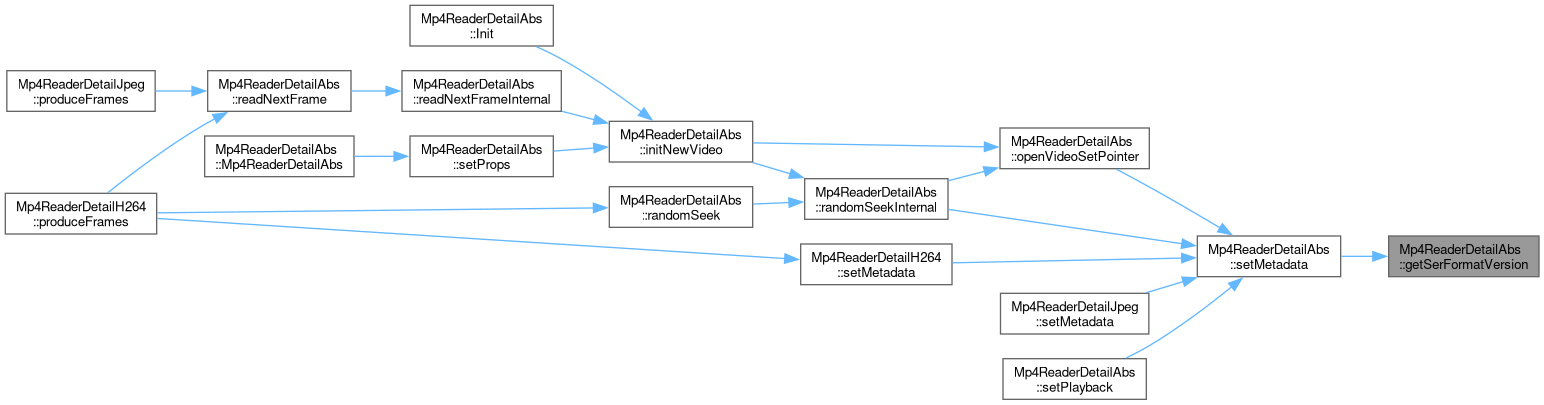 Mp4ReaderDetailAbs
::Init
Mp4ReaderDetailJpeg
::produceFrames
Mp4ReaderDetailAbs
::readNextFrame
Mp4ReaderDetailAbs
::readNextFrameInternal
Mp4ReaderDetailAbs
::initNewVideo
Mp4ReaderDetailAbs
::openVideoSetPointer
Mp4ReaderDetailAbs
::Mp4ReaderDetailAbs
Mp4ReaderDetailAbs
::setProps
Mp4ReaderDetailH264
::produceFrames
Mp4ReaderDetailAbs
::randomSeek
Mp4ReaderDetailAbs
::randomSeekInternal
Mp4ReaderDetailH264
::setMetadata
Mp4ReaderDetailAbs
::setMetadata
Mp4ReaderDetailAbs
::getSerFormatVersion
Mp4ReaderDetailJpeg
::setMetadata
Mp4ReaderDetailAbs
::setPlayback